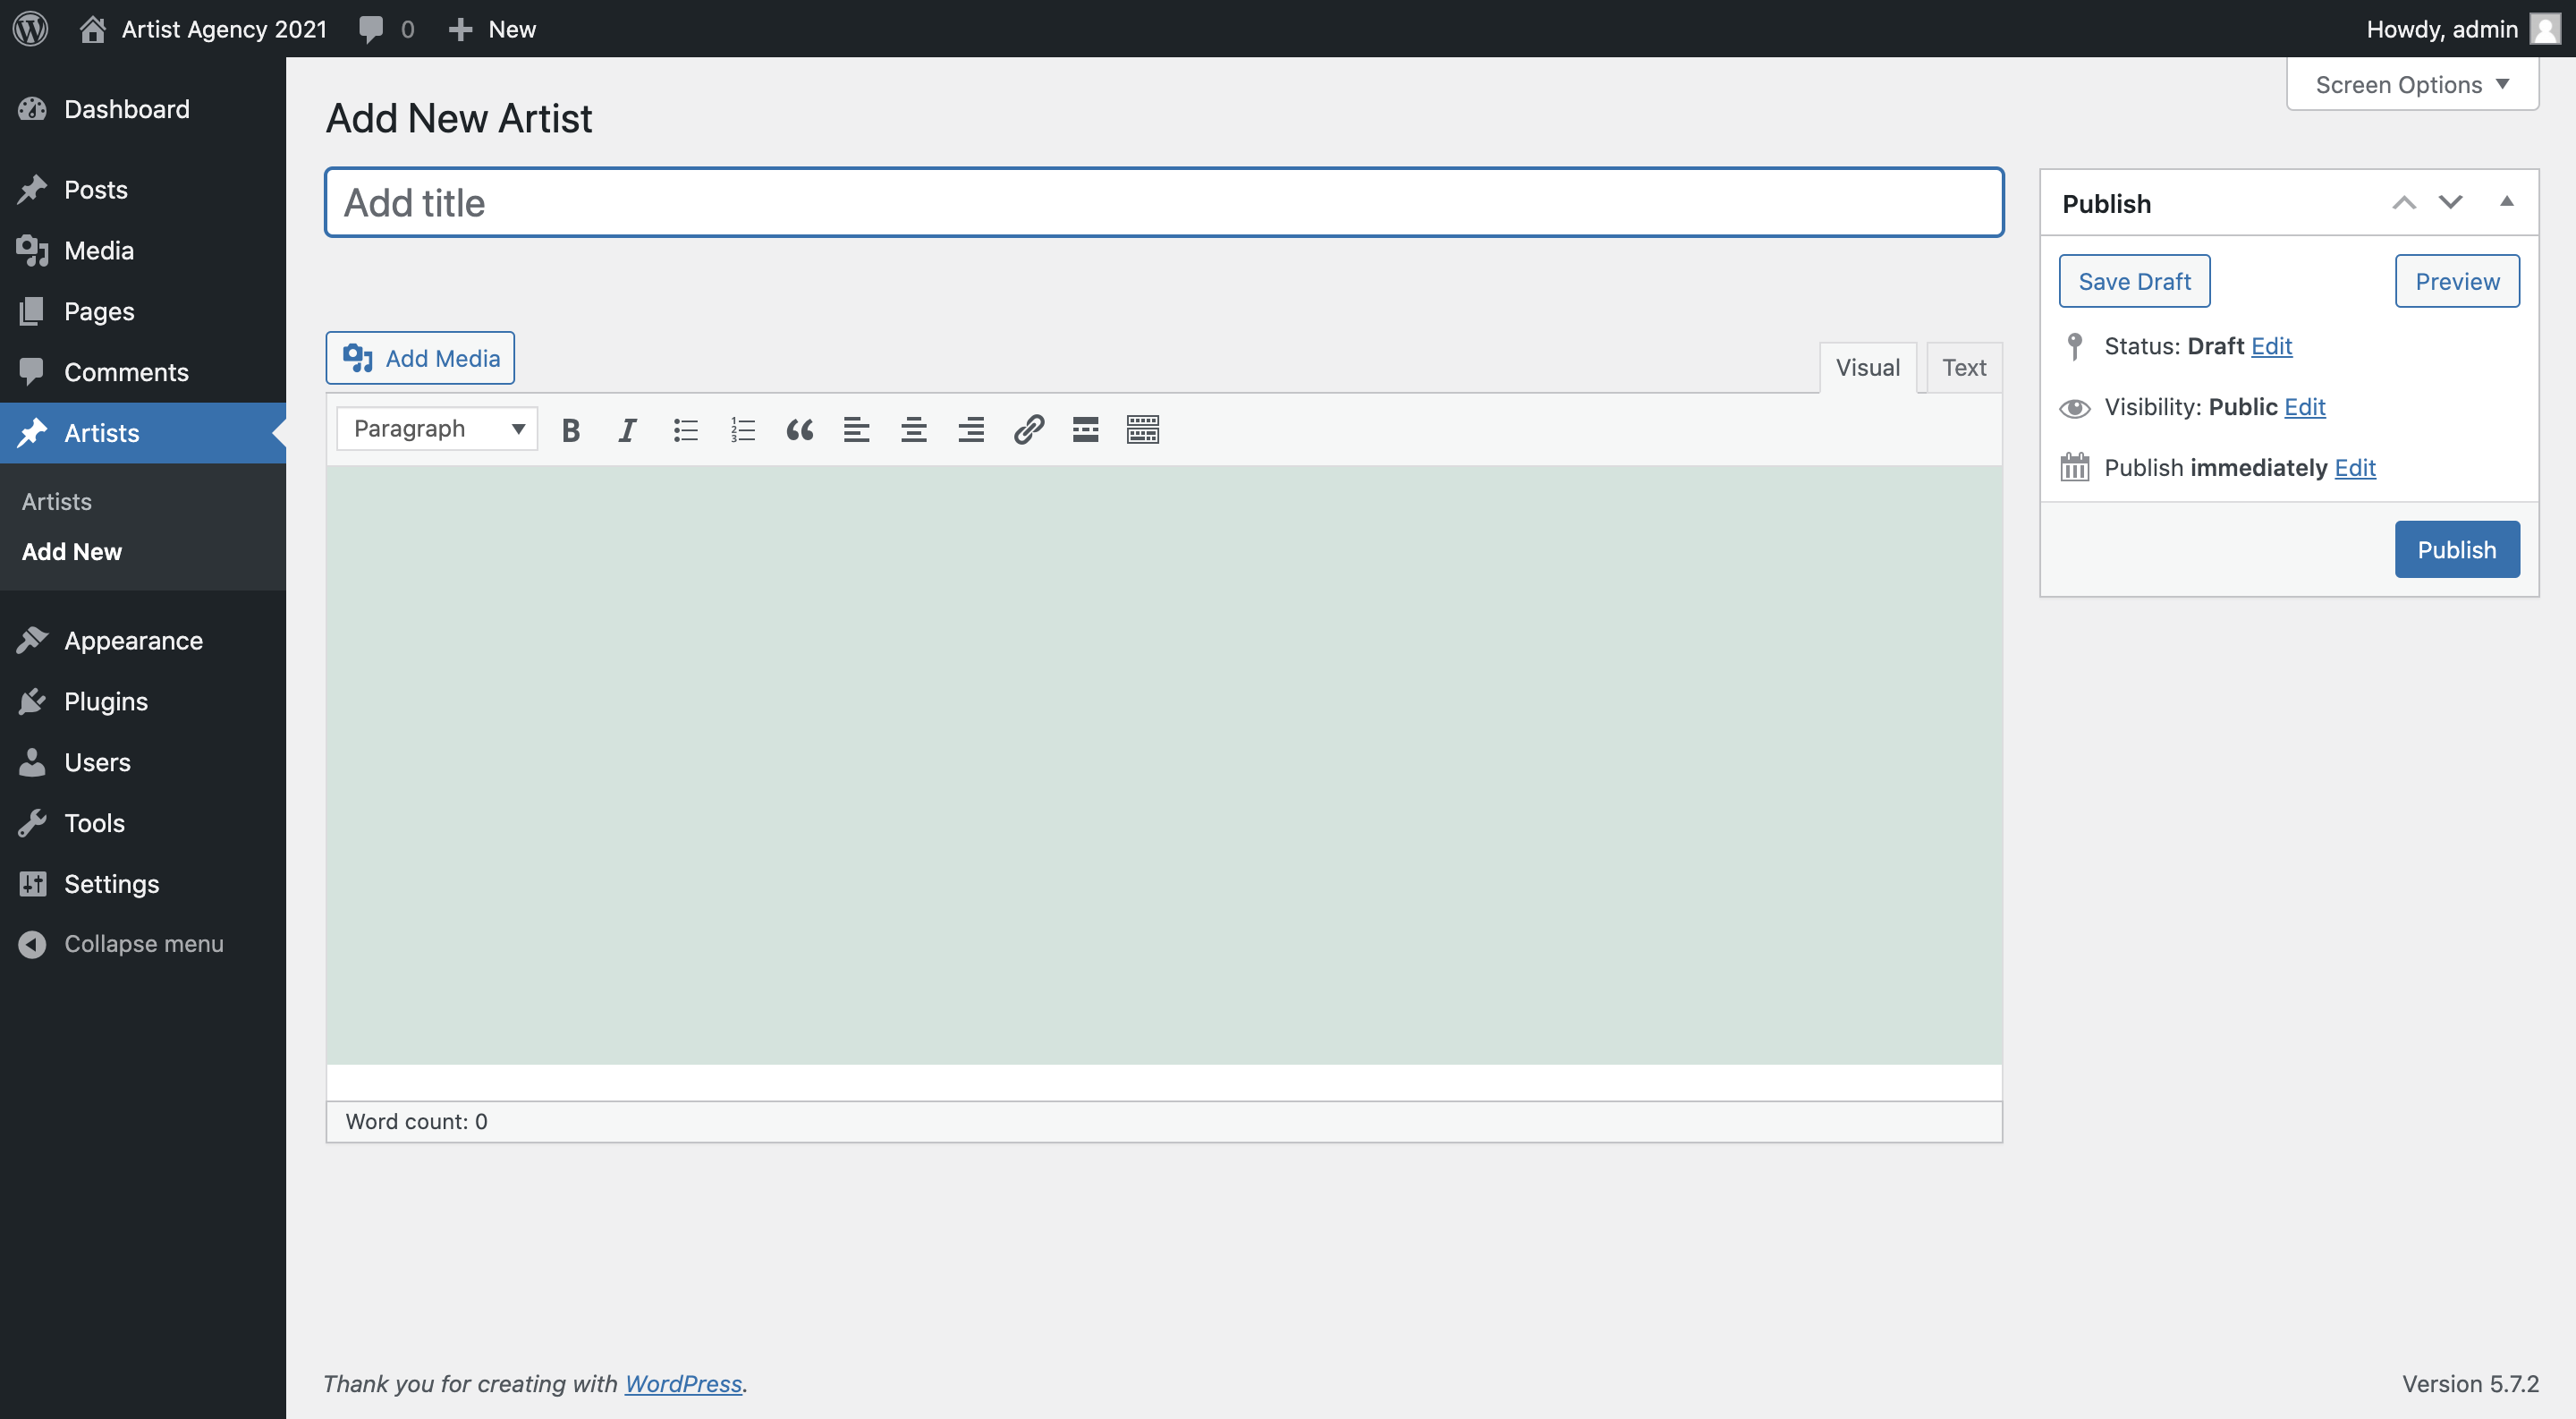 Artist Agency 2021 0 New Howdy, admin
Screen Options
Dashboard
Posts
Media
Pages
Comments
Artists
Artists
Add New
Appearance
Plugins
Users
Tools
Settings
Collapse menu
Add New Artist
Add title
Add Media
Visual Text
Paragraph
Word count: 0
Publish
Save Draft Preview
Status: Draft Edit
Visibility: Public Edit
Publish immediately Edit
Publish
Thank you for creating with WordPress.
Version 5.7.2